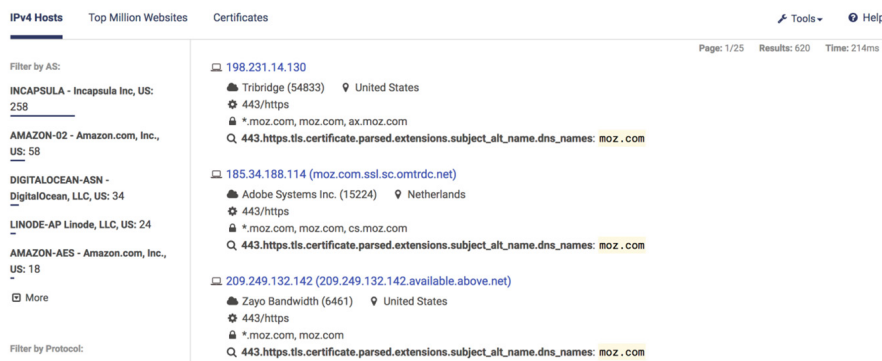 IPv4 Hosts Top Million Websites Certificates Tools Help
Page: 1/25 Results: 620 Time: 214ms
Filter by AS:
INCAPSULA - Incapsula Inc, US:
258
AMAZON-02 - Amazon.com, Inc.,
US: 58
DIGITALOCEAN-ASN -
DigitalOcean, LLC, US: 34
LINODE-AP Linode, LLC, US: 24
AMAZON-AES - Amazon.com, Inc.,
US: 18
More
Filter by Protocol:
198.231.14.130
Tribridge (54833) United States
443/https
*.moz.com, moz.com, ax.moz.com
443.https.tls.certificate.parsed.extensions.subject_alt_name.dns_names: moz.com
185.34.188.114 (moz.com.ssl.sc.omtrdc.net)
Adobe Systems Inc. (15224) Netherlands
443/https
*.moz.com, moz.com, cs.moz.com
443.https.tls.certificate.parsed.extensions.subject_alt_name.dns_names: moz.com
209.249.132.142 (209.249.132.142.available.above.net)
Zayo Bandwidth (6461) United States
443/https
*.moz.com, moz.com
443.https.tls.certificate.parsed.extensions.subject_alt_name.dns_names: moz.com